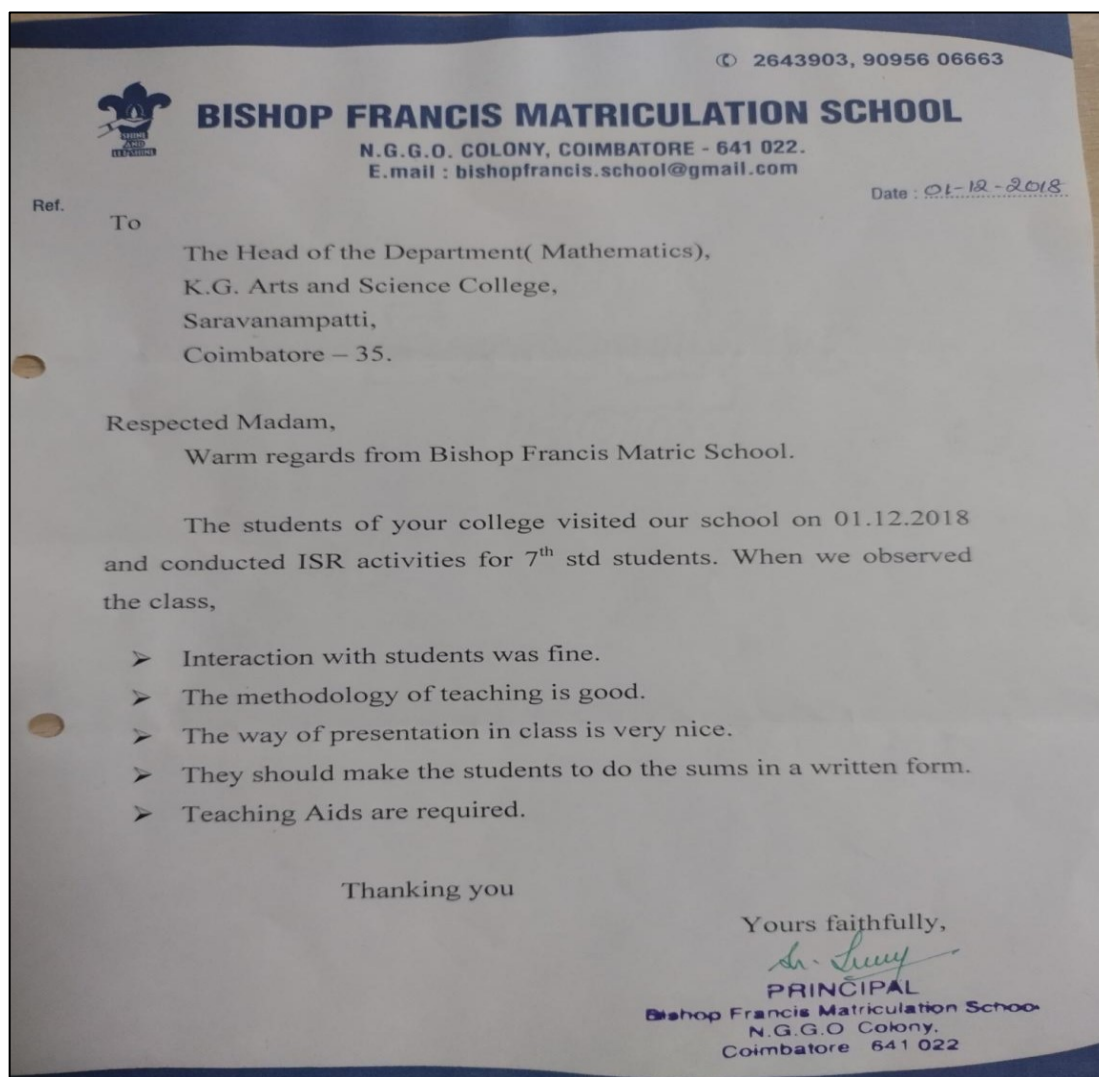 ✆ 2643903, 90956 06663
SHINE
AND
BISHOP FRANCIS MATRICULATION SCHOOL
N.G.G.O. COLONY, COIMBATORE - 641 022.
E.mail : bishopfrancis.school@gmail.com
Ref.
Date : 01-12-2018
To
The Head of the Department( Mathematics),
K.G. Arts and Science College,
Saravanampatti,
Coimbatore – 35.
Respected Madam,
Warm regards from Bishop Francis Matric School.
The students of your college visited our school on 01.12.2018
and conducted ISR activities for 7th std students. When we observed
the class,
➢ Interaction with students was fine.
➢ The methodology of teaching is good.
➢ The way of presentation in class is very nice.
➢ They should make the students to do the sums in a written form.
➢ Teaching Aids are required.
Thanking you
Yours faithfully,
Sr.
PRINCIPAL
Bishop Francis Matriculation Schoo
N.G.G.O Colony.
Coimbatore 641 022